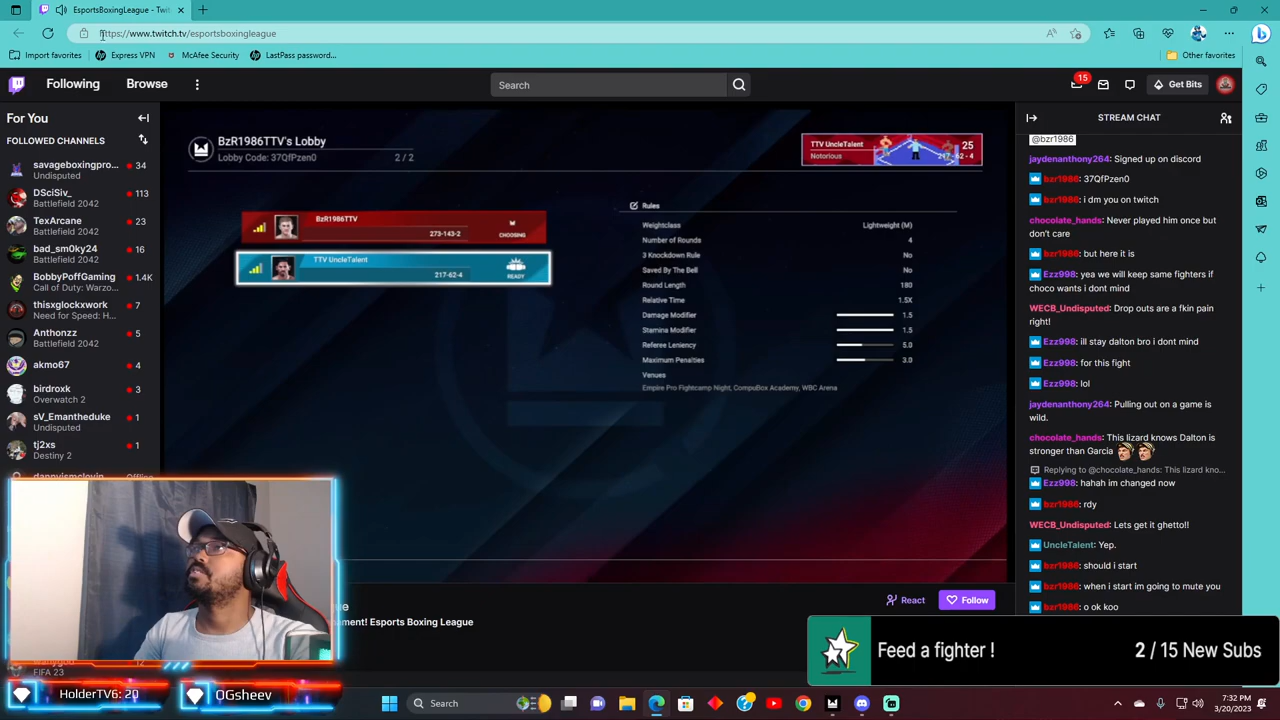 EsportsBoxingLeague - Twit
https://www.twitch.tv/esportsboxingleague
Import favorites
Express VPN
McAfee Security
LastPass password...
Other favorites
Following
Browse
Search
15
Get Bits
For You
FOLLOWED CHANNELS
savageboxingpro...
34
Undisputed
DSciSiv_
113
Battlefield 2042
TexArcane
23
Battlefield 2042
bad_sm0ky24
16
Battlefield 2042
BobbyPoffGaming
1.4K
Call of Duty: Warzo...
thisxglockxwork
7
Need for Speed: H...
Anthonzz
5
Battlefield 2042
akmo67
4
birdroxk
3
Overwatch 2
sV_Emantheduke
1
Undisputed
tj2xs
1
Destiny 2
Offline
12
FIFA 23
BzR1986TTV's Lobby
Lobby Code: 37QfPzen0
2 / 2
TTV UncleTalent
25
Notorious
217-62-4
BzR1986TTV
273-143-2
CHOOSING
TTV UncleTalent
217-62-4
READY
Rules
Weightclass Lightweight (M)
Number of Rounds 4
3 Knockdown Rule No
Saved By The Bell No
Round Length 180
Relative Time 1.5X
Damage Modifier 1.5
Stamina Modifier 1.5
Referee Leniency 5.0
Maximum Penalties 3.0
Venues
Empire Pro Fightcamp Night, CompuBox Academy, WBC Arena
React
Follow
ament! Esports Boxing League
STREAM CHAT
@bzr1986
jaydenanthony264: Signed up on discord
bzr1986: 37QfPzen0
bzr1986: i dm you on twitch
chocolate_hands: Never played him once but
don't care
bzr1986: but here it is
Ezz998: yea we will keep same fighters if
choco wants i dont mind
WECB_Undisputed: Drop outs are a fkin pain
right!
Ezz998: ill stay dalton bro i dont mind
Ezz998: for this fight
Ezz998: lol
jaydenanthony264: Pulling out on a game is
wild.
chocolate_hands: This lizard knows Dalton is
stronger than Garcia
Replying to @chocolate_hands: This lizard kno...
Ezz998: hahah im changed now
bzr1986: rdy
WECB_Undisputed: Lets get it ghetto!!
UncleTalent: Yep.
bzr1986: should i start
bzr1986: when i start im going to mute you
bzr1986: o ok koo
Feed a fighter !
2 / 15 New Subs
HolderTV6: 20
OGsheev
Search
7:32 PM
3/20/2023